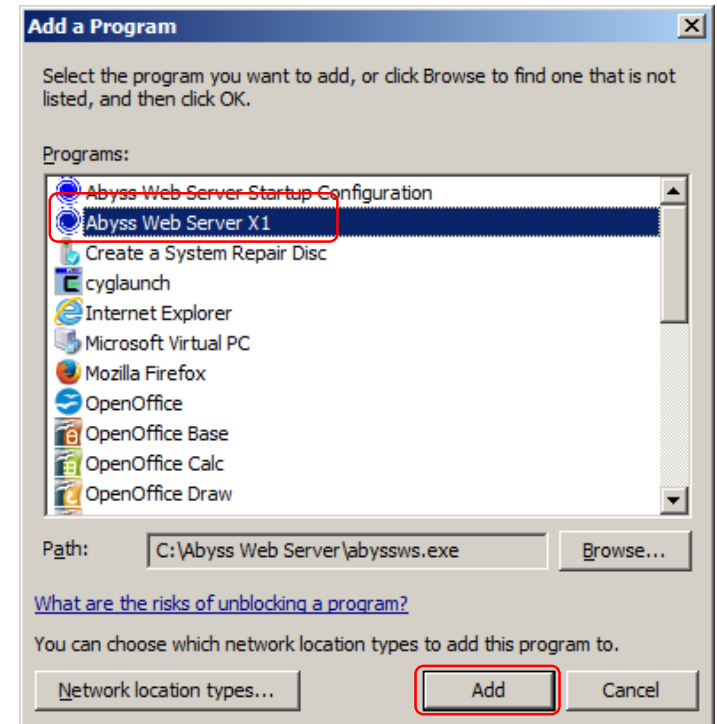 Add a Program
Select the program you want to add, or click Browse to find one that is not
listed, and then click OK.
Programs:
Abyss Web Server Startup Configuration
Abyss Web Server X1
Create a System Repair Disc
cyglaunch
Internet Explorer
Microsoft Virtual PC
Mozilla Firefox
OpenOffice
OpenOffice Base
OpenOffice Calc
OpenOffice Draw
Path: C:\Abyss Web Server\abyssws.exe Browse...
What are the risks of unblocking a program?
You can choose which network location types to add this program to.
Network location types... Add Cancel